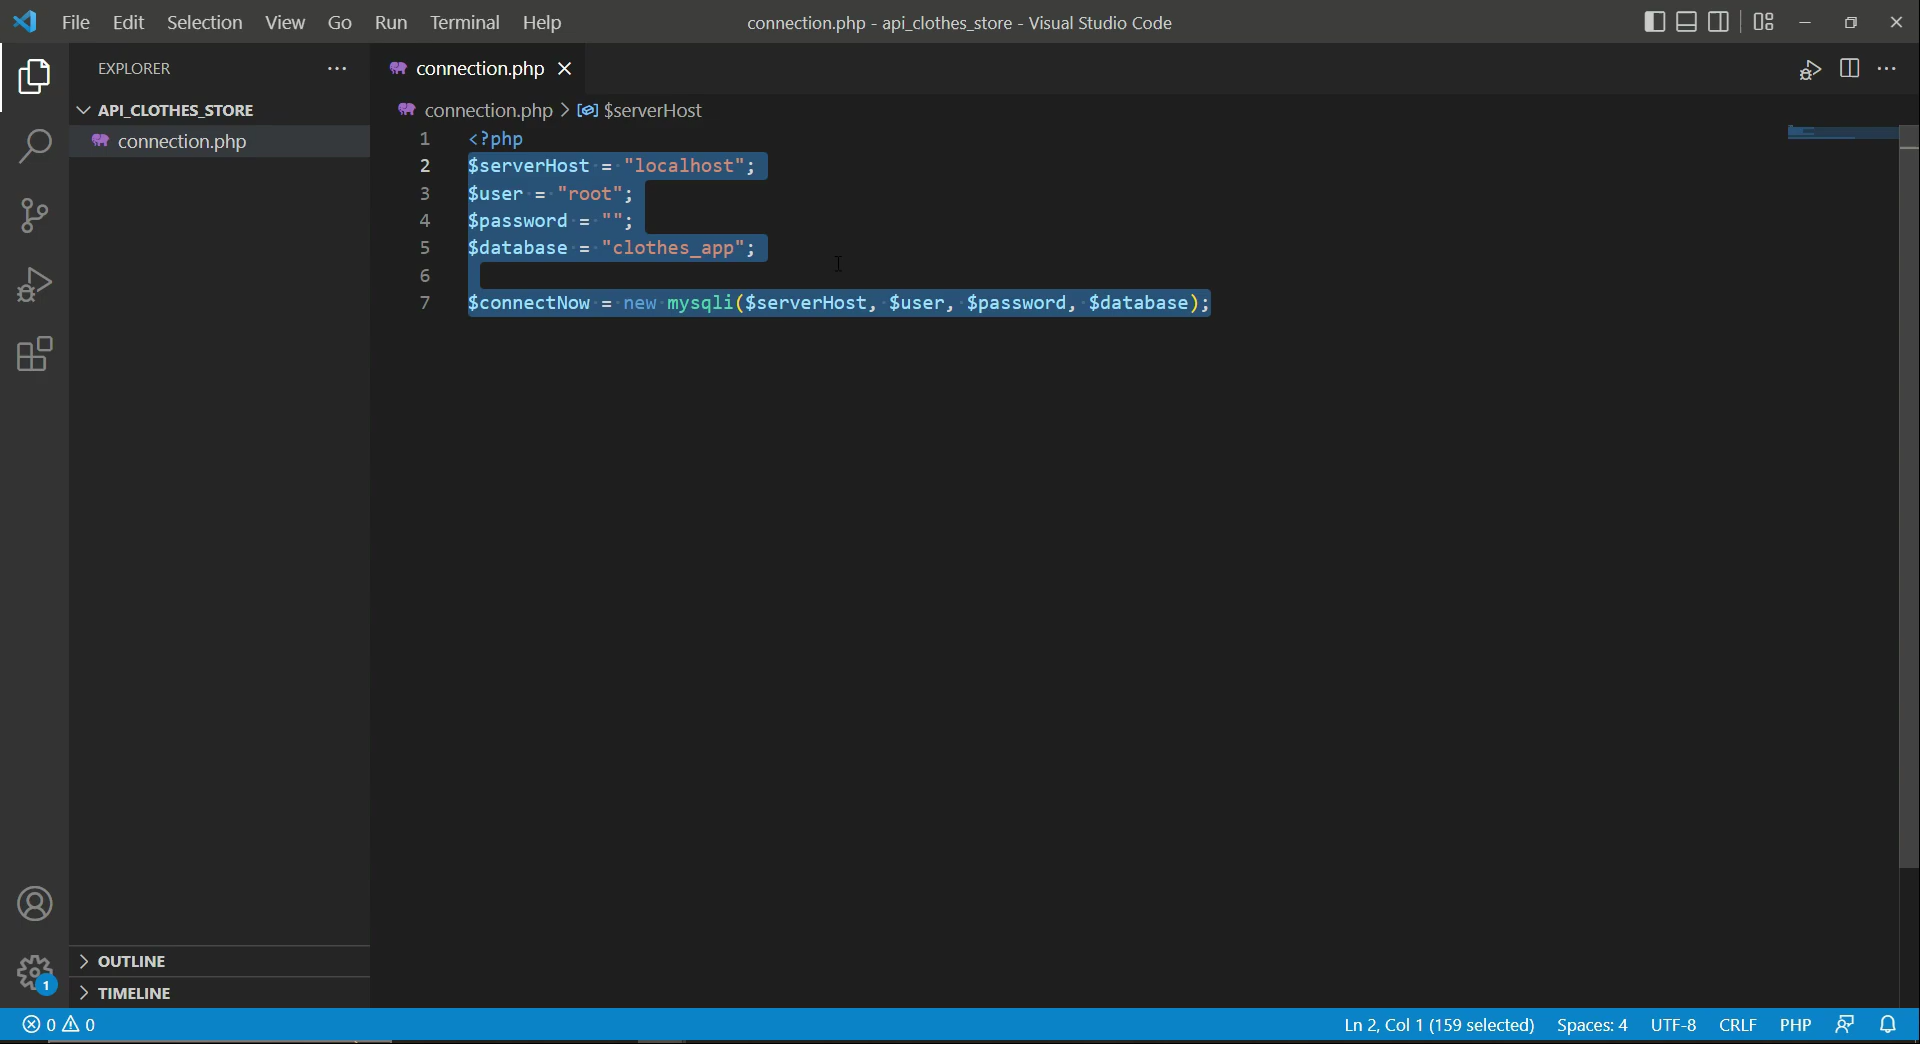 File Edit Selection View Go Run Terminal Help
connection.php - api_clothes_store - Visual Studio Code
EXPLORER
API_CLOTHES_STORE
connection.php
connection.php
connection.php > $serverHost
1 <?php
2 $serverHost = "localhost";
3 $user = "root";
4 $password = "";
5 $database = "clothes_app";
6
7 $connectNow = new mysqli($serverHost, $user, $password, $database);
1
OUTLINE
TIMELINE
0 0
Ln 2, Col 1 (159 selected) Spaces: 4 UTF-8 CRLF PHP